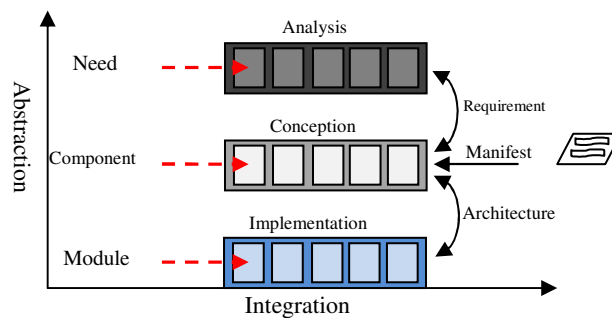 Analysis
Need
Requirement
Conception
Component
Manifest
Architecture
Implementation
Module
Abstraction
Integration